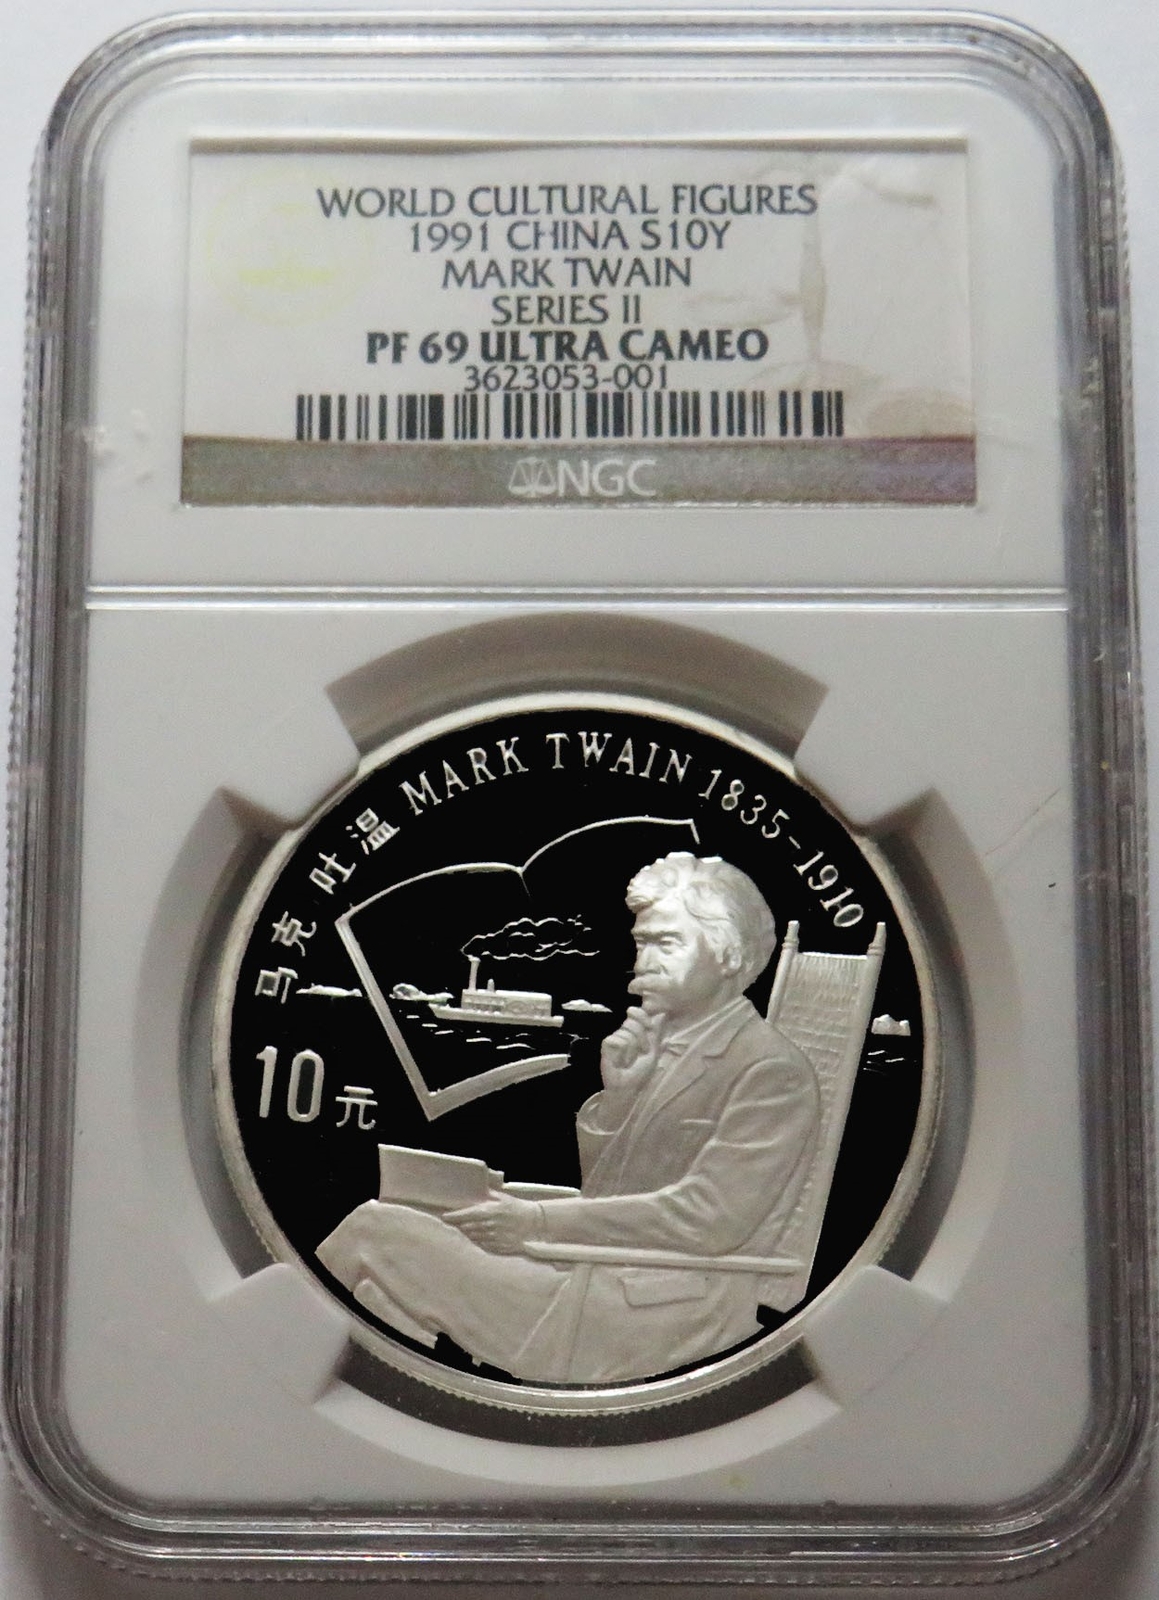 WORLD CULTURAL FIGURES
1991 CHINA S10Y
MARK TWAIN
SERIES II
PF 69 ULTRA CAMEO
3623053-001
NGC
马克·吐温 MARK TWAIN 1835-1910
10元